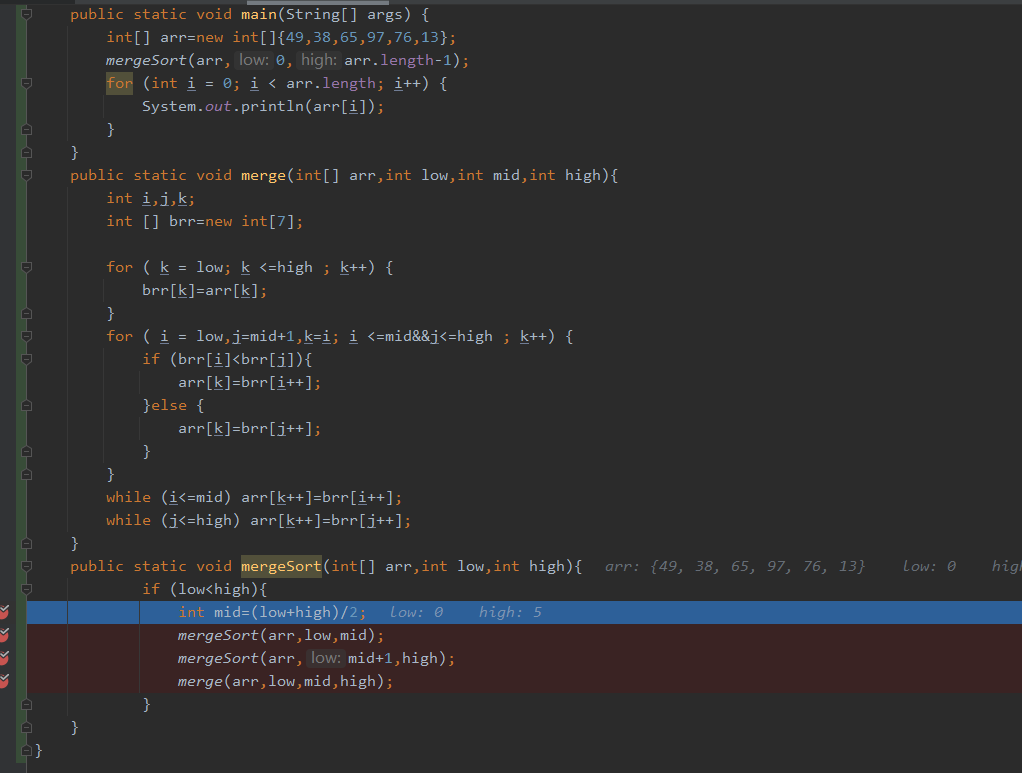 public static void main(String[] args) {
int[] arr=new int[]{49,38,65,97,76,13};
mergeSort(arr, low: 0, high: arr.length-1);
for (int i = 0; i < arr.length; i++) {
System.out.println(arr[i]);
}
}
public static void merge(int[] arr,int low,int mid,int high){
int i,j,k;
int [] brr=new int[7];
for ( k = low; k <=high ; k++) {
brr[k]=arr[k];
}
for ( i = low,j=mid+1,k=i; i <=mid&&j<=high ; k++) {
if (brr[i]<brr[j]){
arr[k]=brr[i++];
}else {
arr[k]=brr[j++];
}
}
while (i<=mid) arr[k++]=brr[i++];
while (j<=high) arr[k++]=brr[j++];
}
public static void mergeSort(int[] arr,int low,int high){ arr: {49, 38, 65, 97, 76, 13} low: 0
if (low<high){
int mid=(low+high)/2; low: 0 high: 5
mergeSort(arr,low,mid);
mergeSort(arr, low: mid+1,high);
merge(arr,low,mid,high);
}
}
}